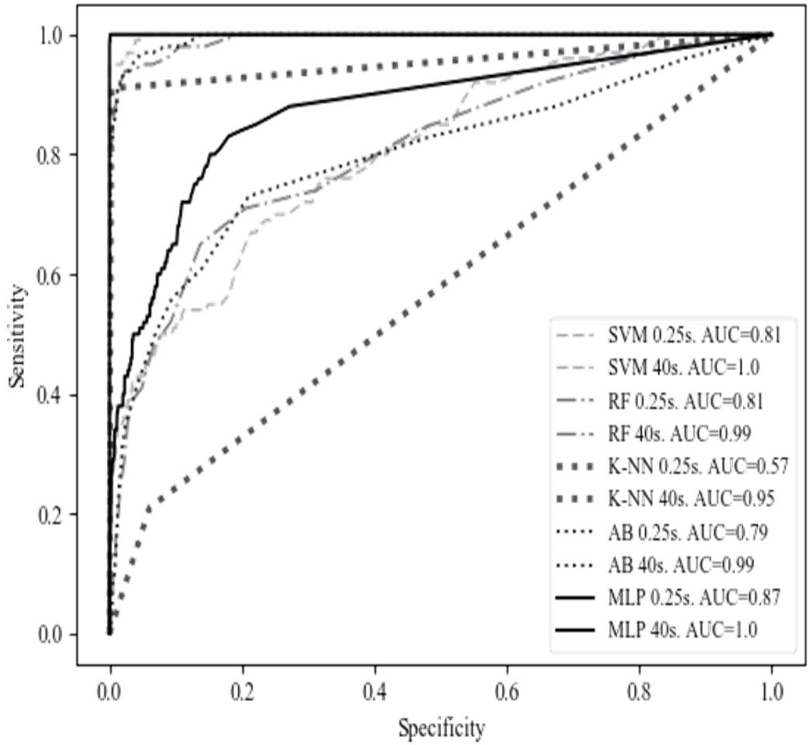 1.0
0.8
0.6
0.4
0.2
0.0
Sensitivity
SVM 0.25s. AUC=0.81
SVM 40s. AUC=1.0
RF 0.25s. AUC=0.81
RF 40s. AUC=0.99
K-NN 0.25s. AUC=0.57
K-NN 40s. AUC=0.95
AB 0.25s. AUC=0.79
AB 40s. AUC=0.99
MLP 0.25s. AUC=0.87
MLP 40s. AUC=1.0
0.0 0.2 0.4 0.6 0.8 1.0
Specificity